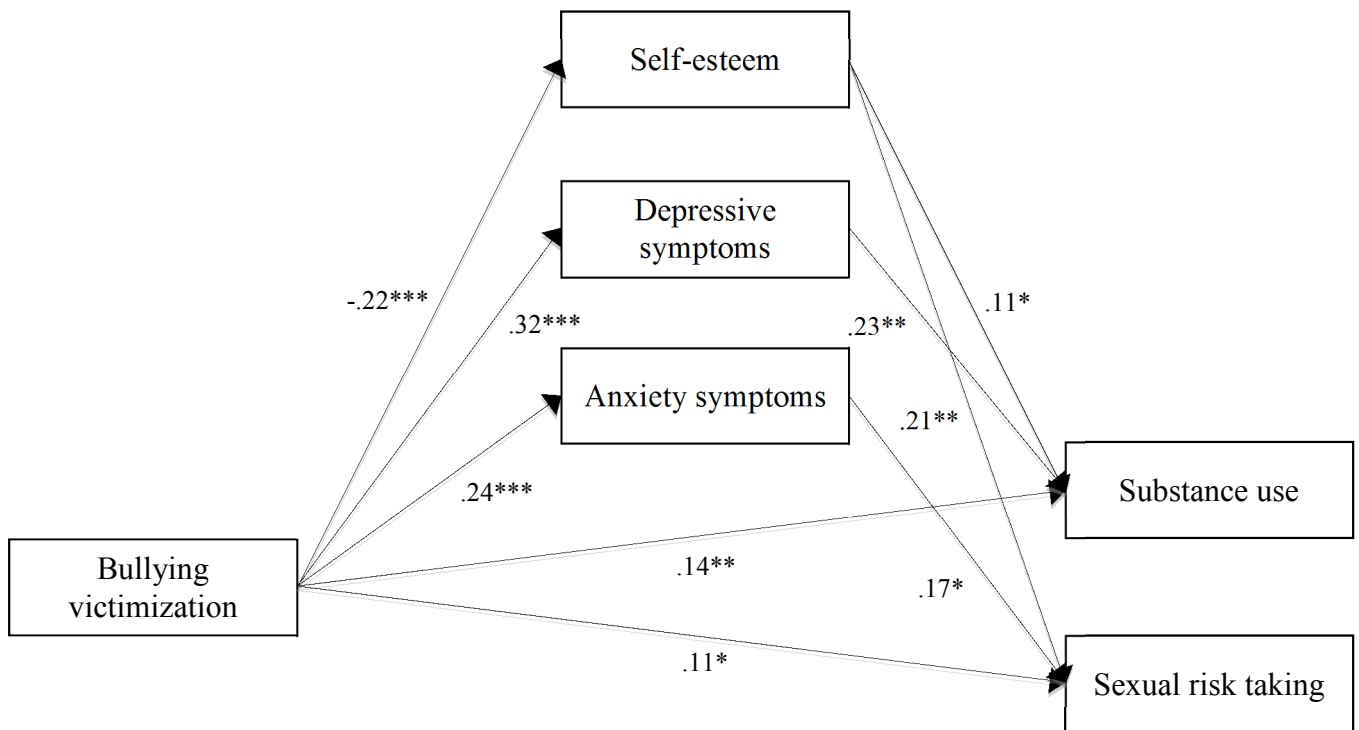 Self-esteem
Depressive
symptoms
-.22***
.32***
.23**
.11*
Anxiety symptoms
.21**
.24***
Substance use
Bullying
victimization
.14**
.17*
.11*
Sexual risk taking